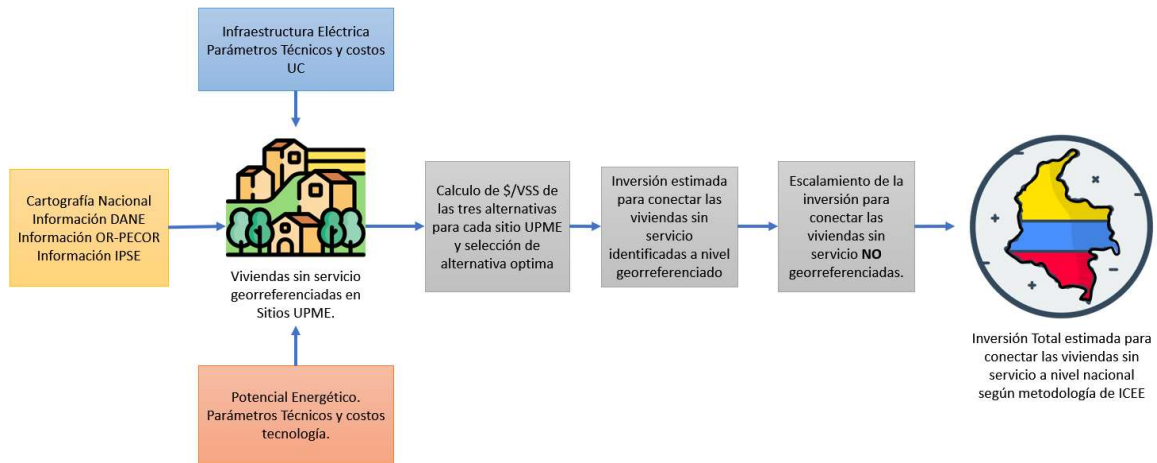 Infraestructura Eléctrica
Parámetros Técnicos y costos
UC
Cartografía Nacional
Información DANE
Información OR-PECOR
Información IPSE
Viviendas sin servicio
georreferenciadas en
Sitios UPME.
Potencial Energético.
Parámetros Técnicos y costos
tecnología.
Calculo de $/VSS de
las tres alternativas
para cada sitio UPME
y selección de
alternativa optima
Inversión estimada
para conectar las
viviendas sin
servicio
identificadas a nivel
georreferenciado
Escalamiento de la
inversión para
conectar las
viviendas sin
servicio NO
georreferenciadas.
Inversión Total estimada para
conectar las viviendas sin
servicio a nivel nacional
según metodología de ICEE